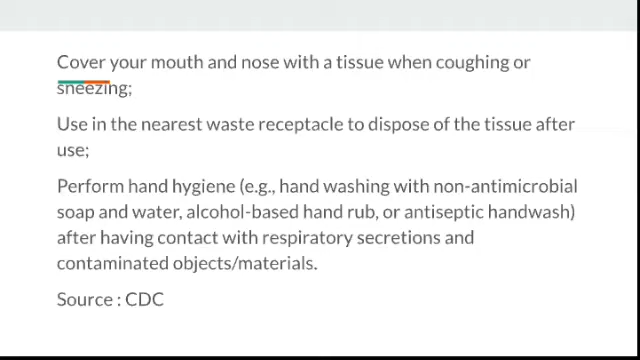 Cover your mouth and nose with a tissue when coughing or
sneezing;
Use in the nearest waste receptacle to dispose of the tissue after
use;
Perform hand hygiene (e.g., hand washing with non-antimicrobial
soap and water, alcohol-based hand rub, or antiseptic handwash)
after having contact with respiratory secretions and
contaminated objects/materials.
Source : CDC